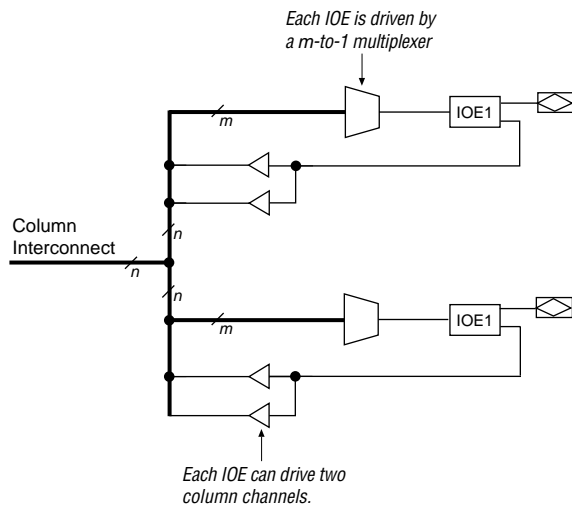 Each IOE is driven by
a m-to-1 multiplexer
m
IOE1
Column
Interconnect
n
n
n
m
IOE1
Each IOE can drive two
column channels.